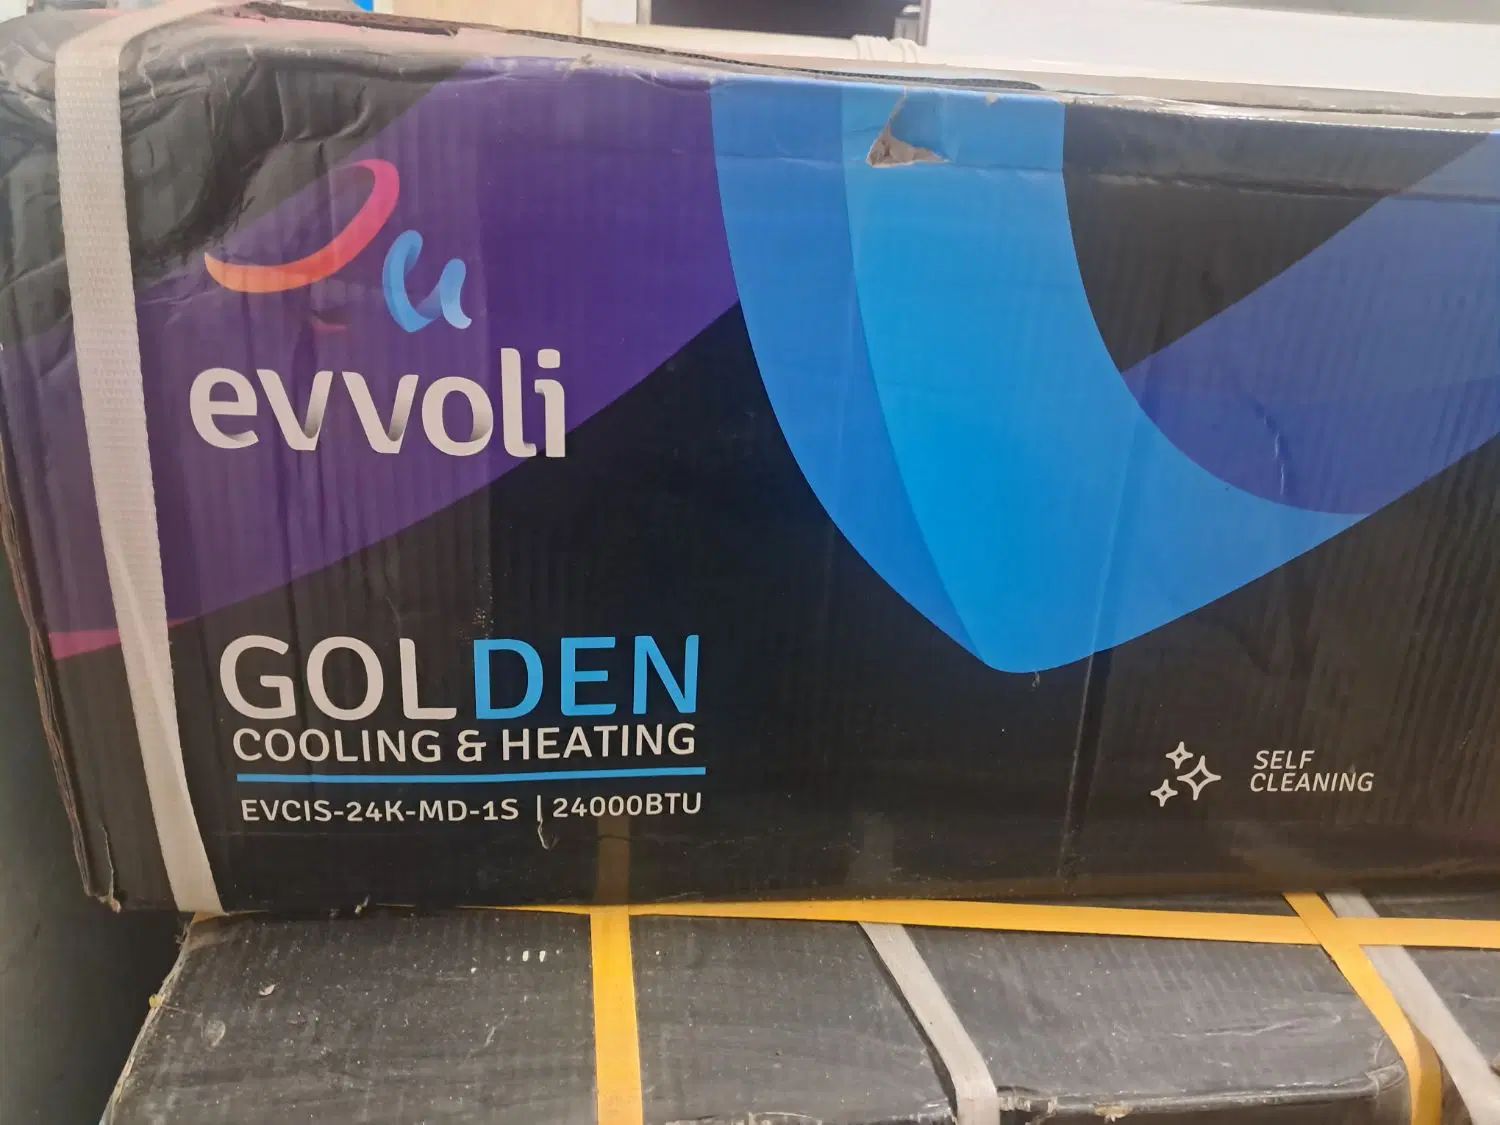 evvoli
GOLDEN
COOLING & HEATING
EVCIS-24K-MD-1S | 24000BTU
SELF
CLEANING